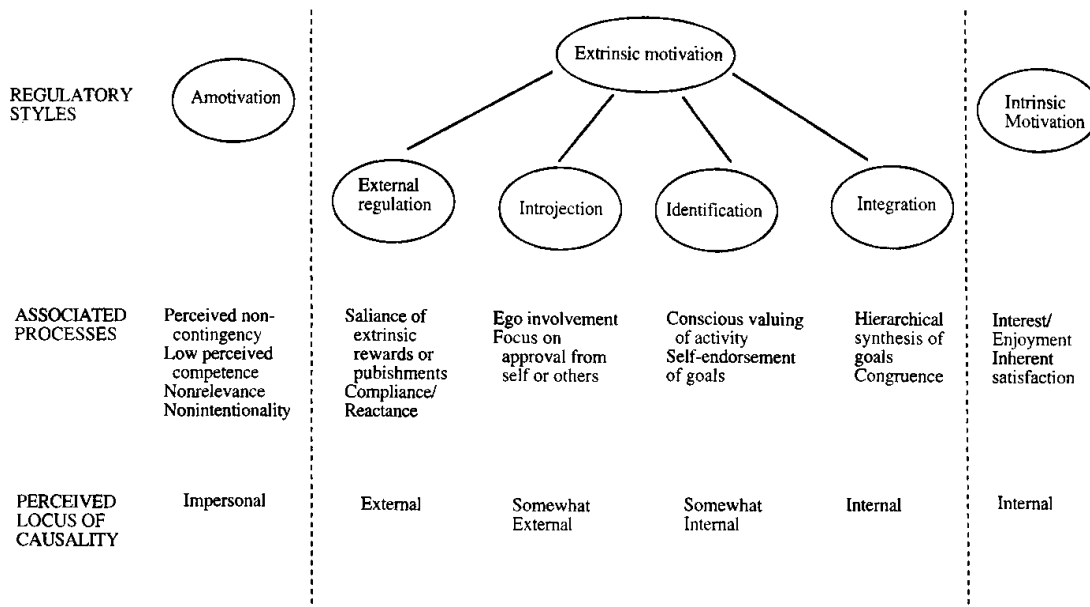 Extrinsic motivation
REGULATORY
STYLES
Amotivation
Intrinsic
Motivation
External
regulation
Introjection
Identification
Integration
ASSOCIATED
PROCESSES
Perceived non-
contingency
Low perceived
competence
Nonrelevance
Nonintentionality
Saliance of
extrinsic
rewards or
pubishments
Compliance/
Reactance
Ego involvement
Focus on
approval from
self or others
Conscious valuing
of activity
Self-endorsement
of goals
Hierarchical
synthesis of
goals
Congruence
Interest/
Enjoyment
Inherent
satisfaction
PERCEIVED
LOCUS OF
CAUSALITY
Impersonal
External
Somewhat
External
Somewhat
Internal
Internal
Internal